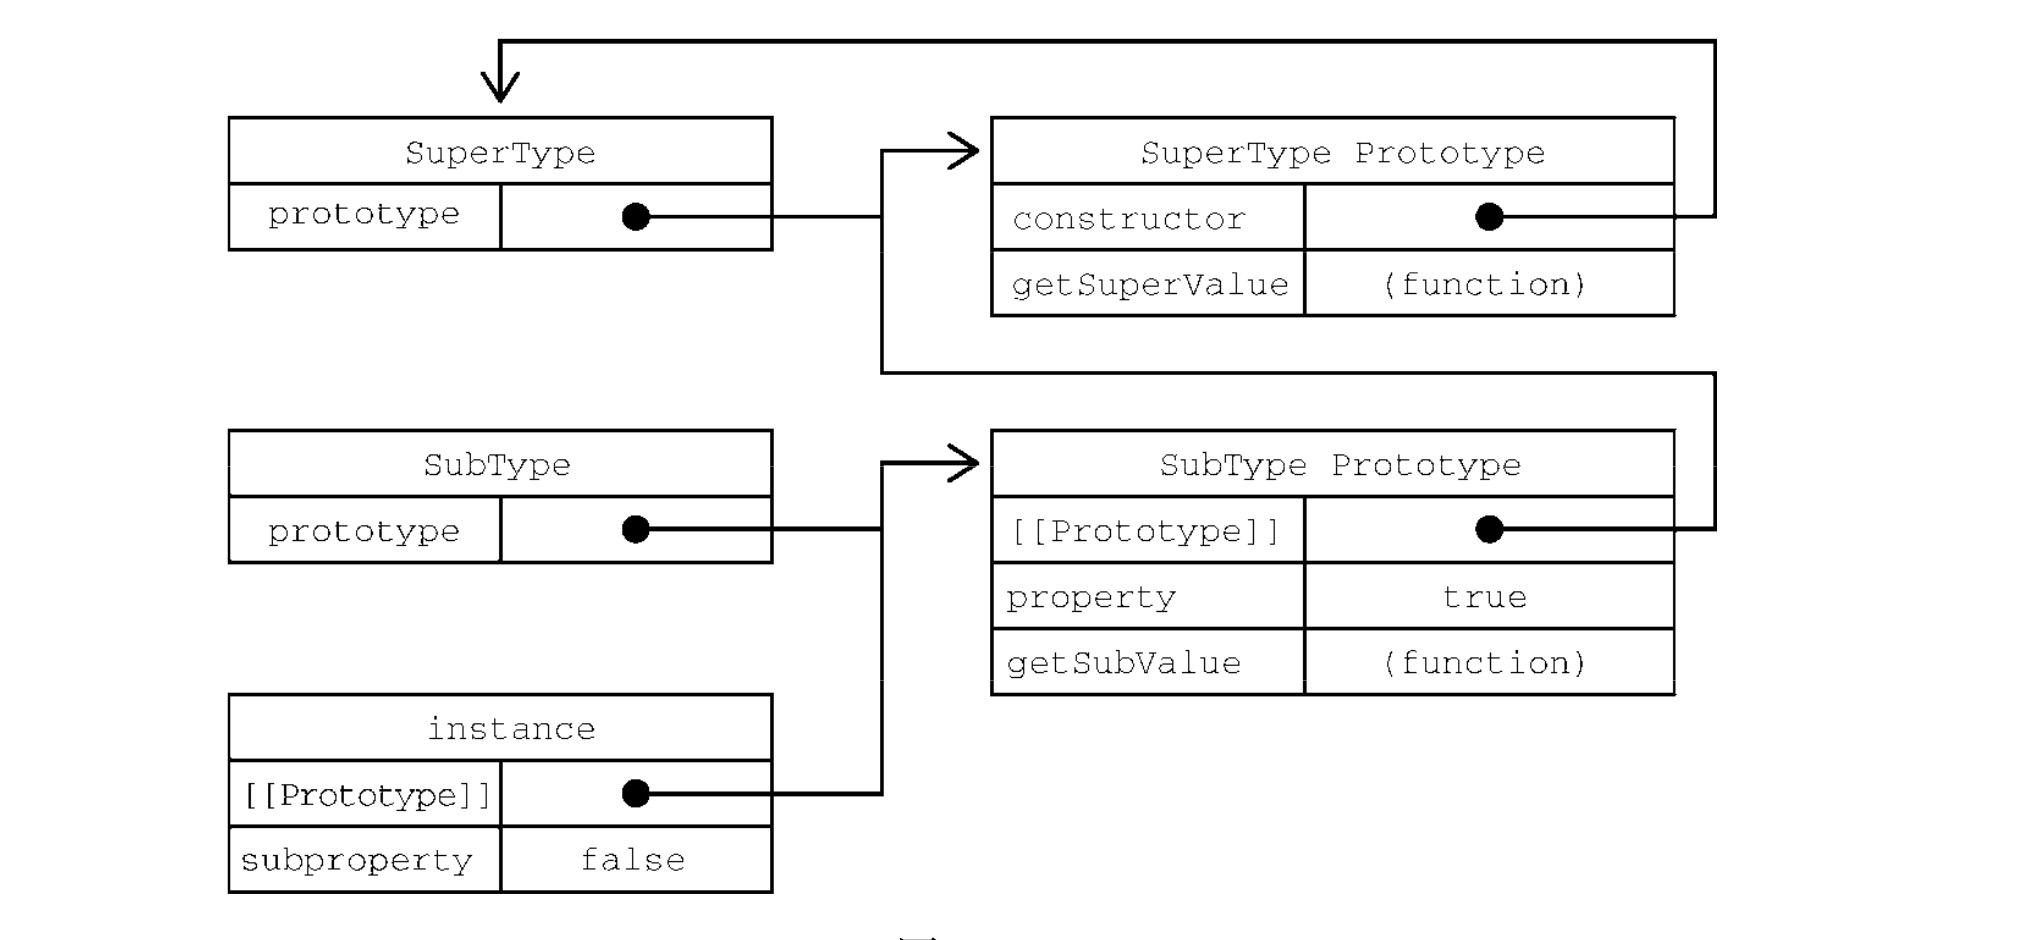 SuperType
prototype
SuperType Prototype
constructor
getSuperValue (function)
SubType
prototype
SubType Prototype
[[Prototype]]
property true
getSubValue (function)
instance
[[Prototype]]
subproperty false